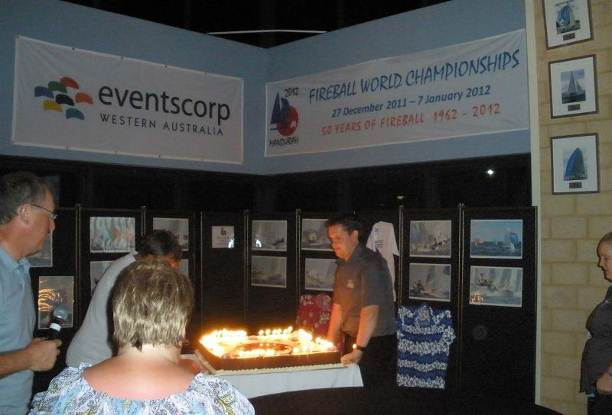 eventscorp
WESTERN AUSTRALIA
2012
MANDURAH
FIREBALL WORLD CHAMPIONSHIPS
27 December 2011 – 7 January 2012
50 YEARS OF FIREBALL 1962 - 2012